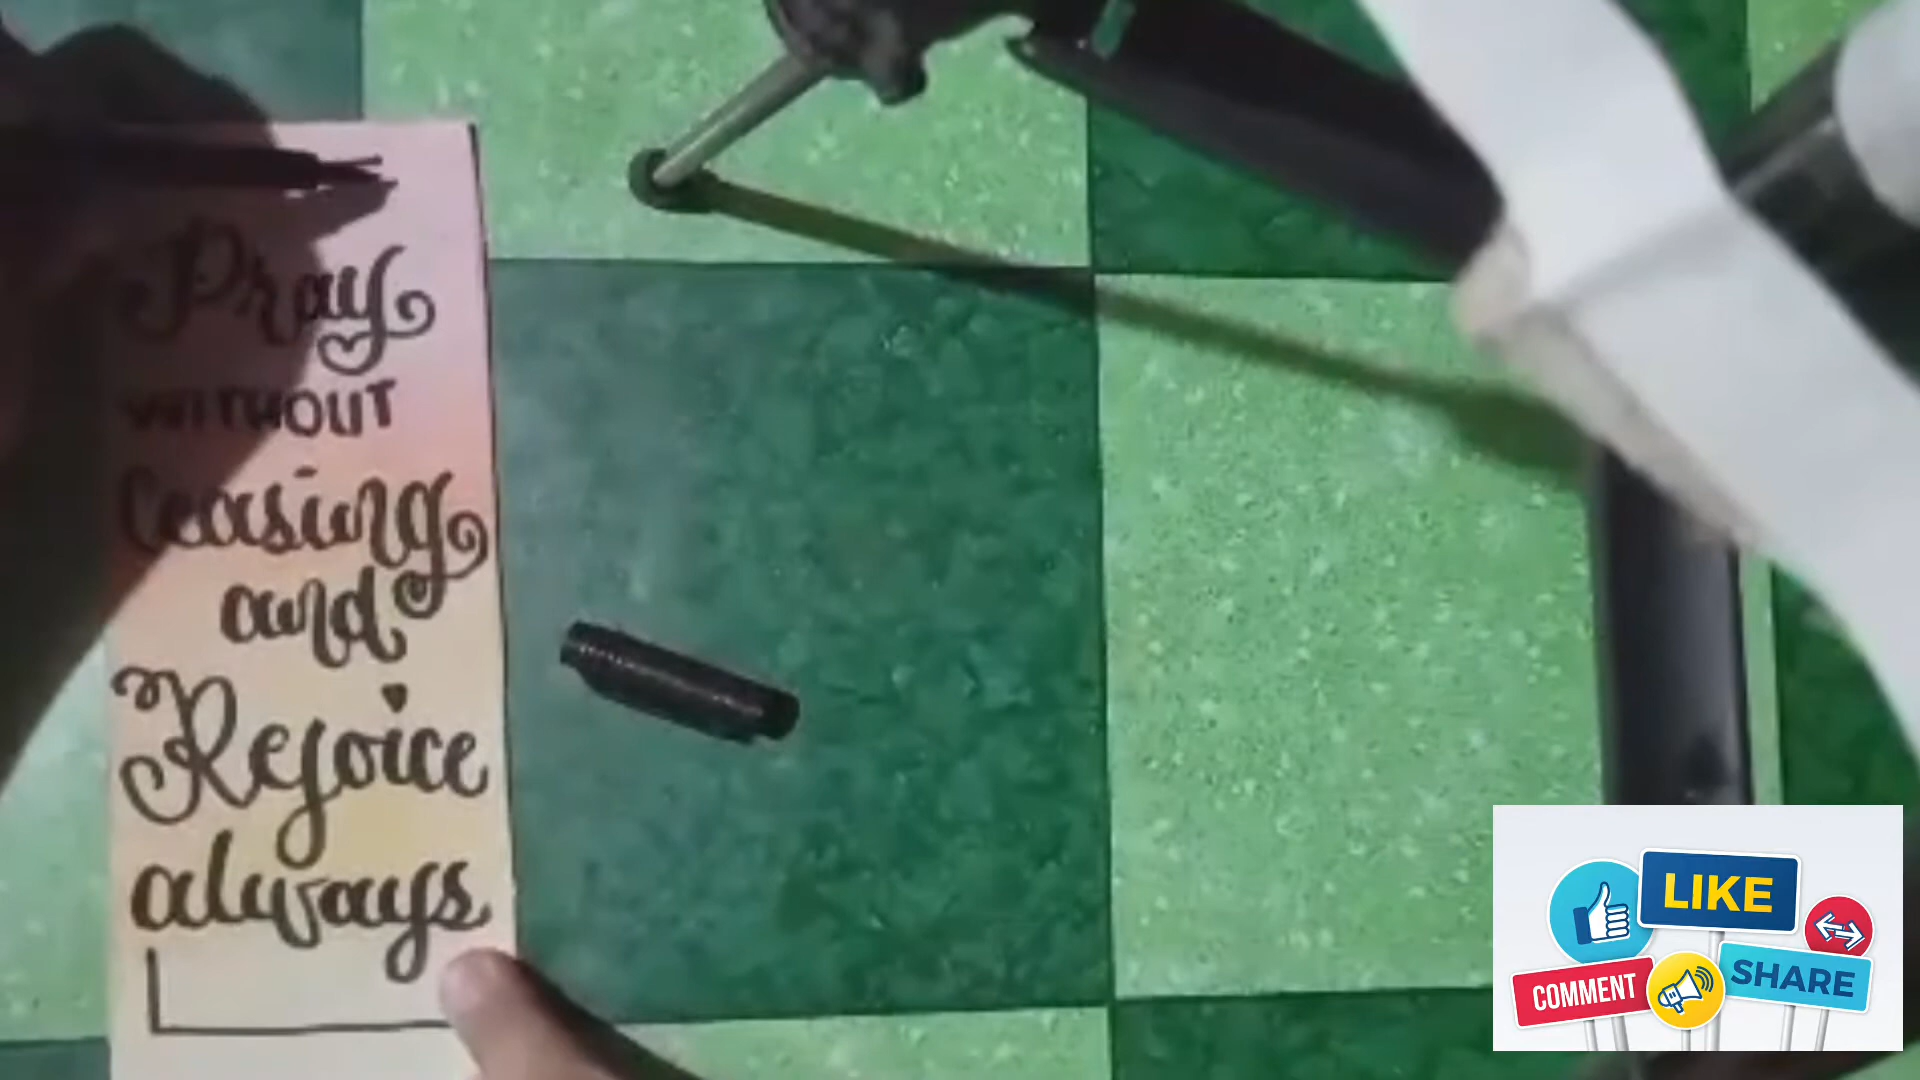 Pray
WITHOUT
Ceasing
and
Rejoice
always
LIKE
COMMENT
SHARE